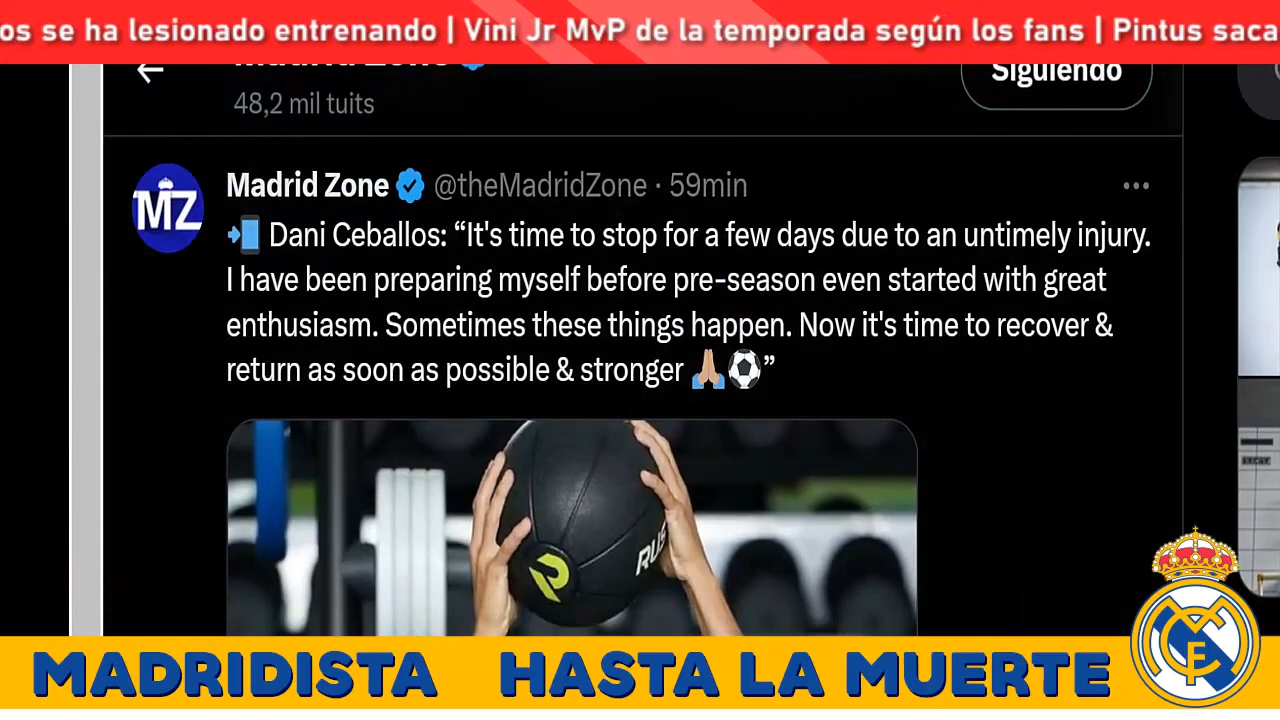 os se ha lesionado entrenando | Vini Jr MvP de la temporada según los fans | Pintus saca
Madrid Zone
Siguiendo
48,2 mil tuits
MZ
Madrid Zone @theMadridZone · 59min
📲 Dani Ceballos: “It's time to stop for a few days due to an untimely injury.
I have been preparing myself before pre-season even started with great
enthusiasm. Sometimes these things happen. Now it's time to recover &
return as soon as possible & stronger 🙏🏼⚽”
MADRIDISTA HASTA LA MUERTE